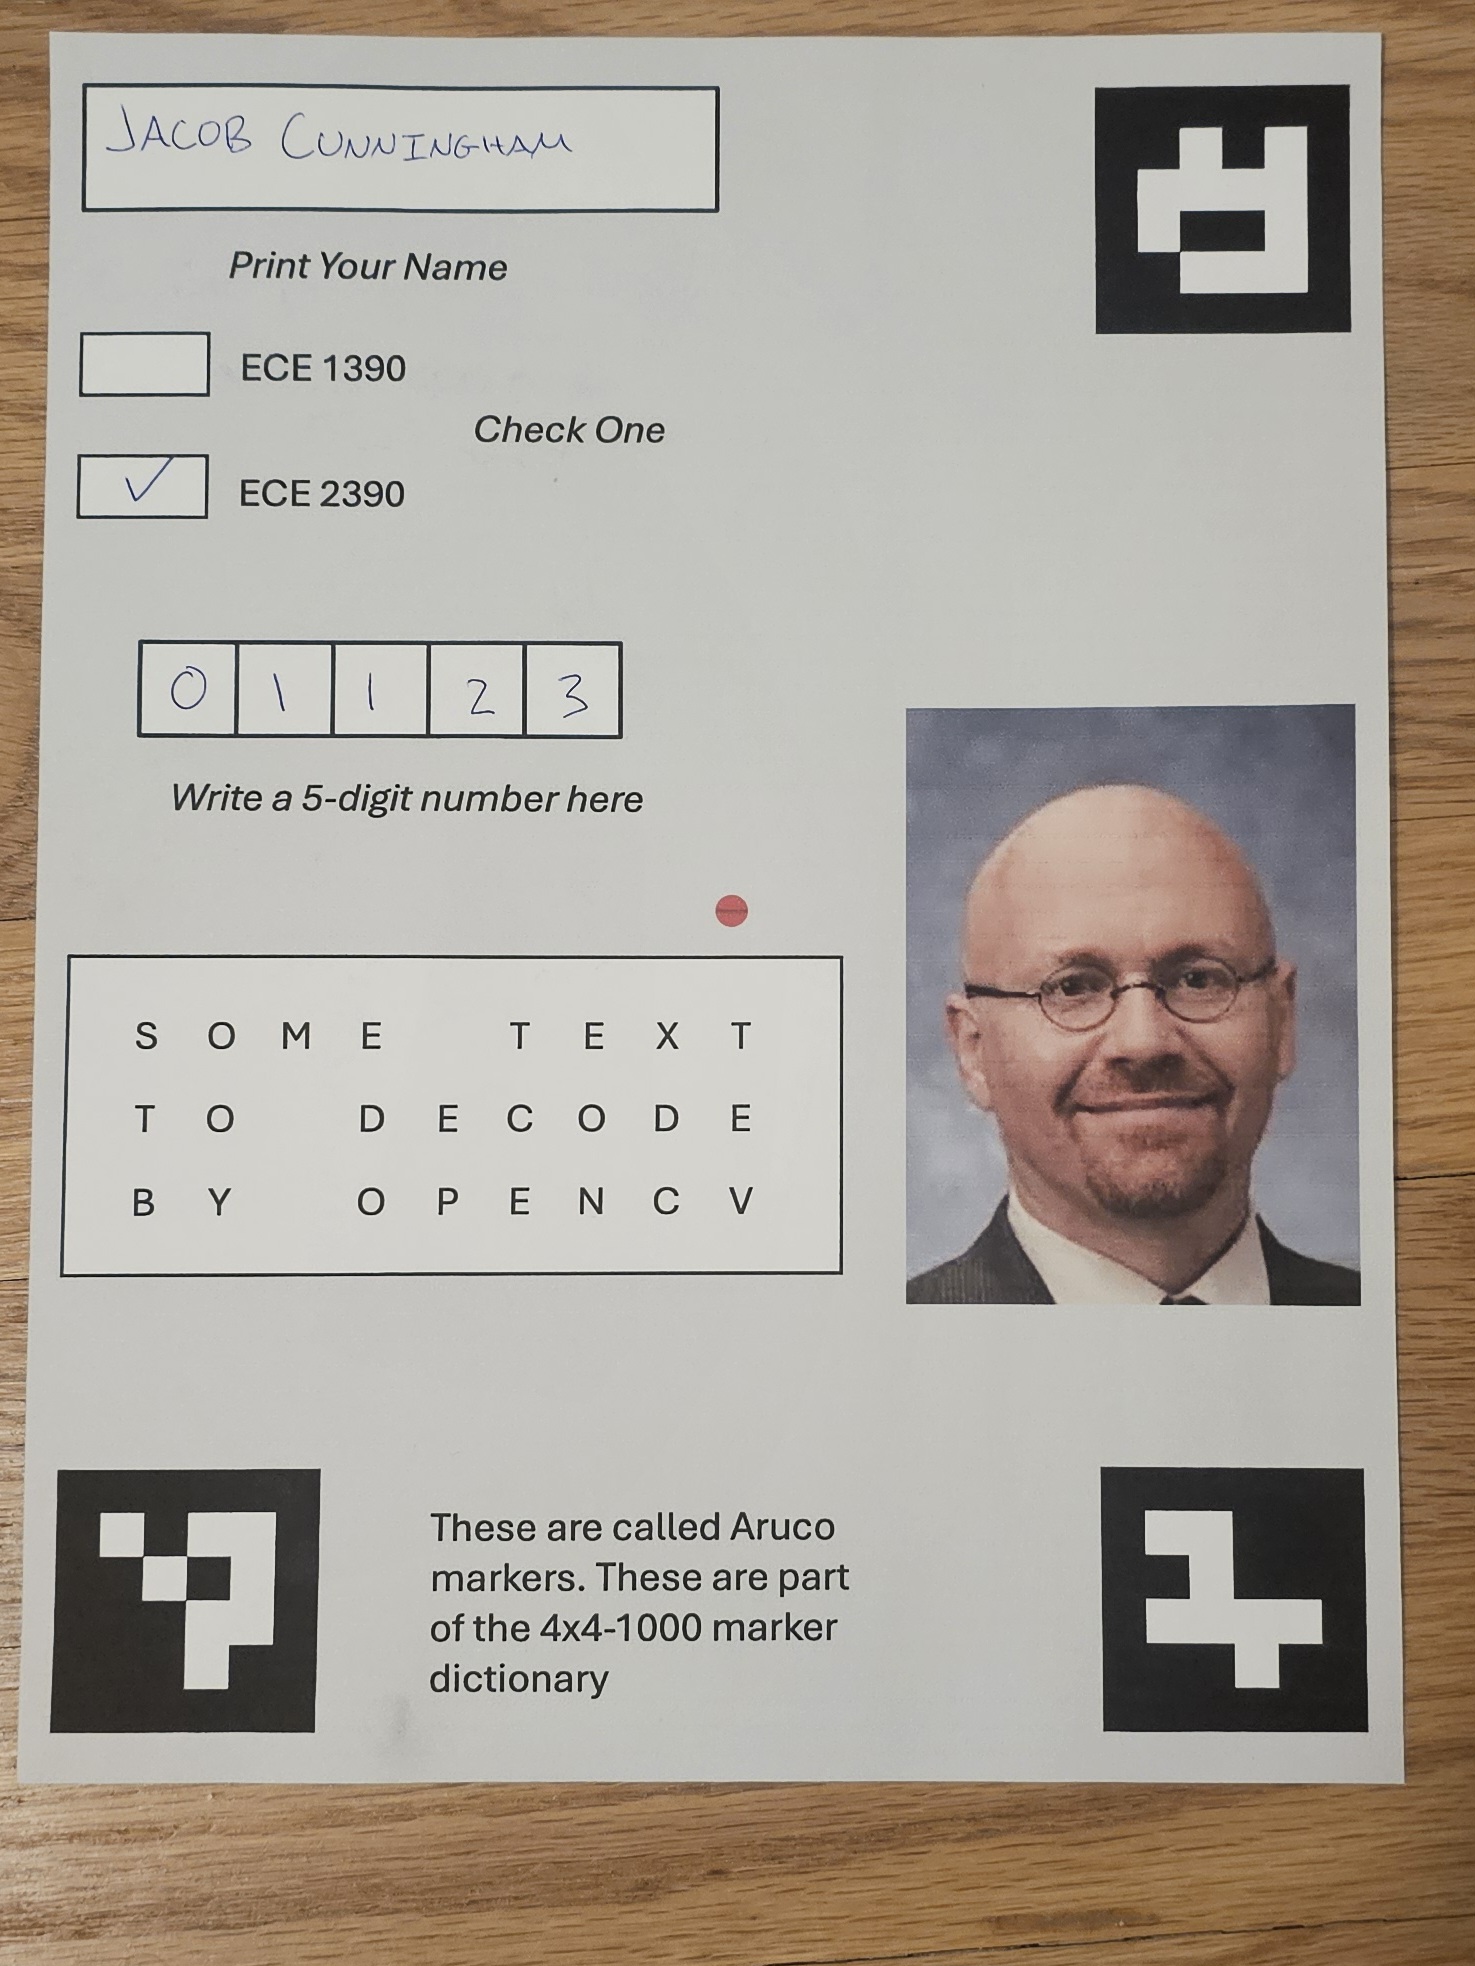 JACOB CUNNINGHAM
Print Your Name
ECE 1390
Check One
ECE 2390
0 1 1 2 3
Write a 5-digit number here
S O M E T E X T
T O D E C O D E
B Y O P E N C V
These are called Aruco
markers. These are part
of the 4x4-1000 marker
dictionary